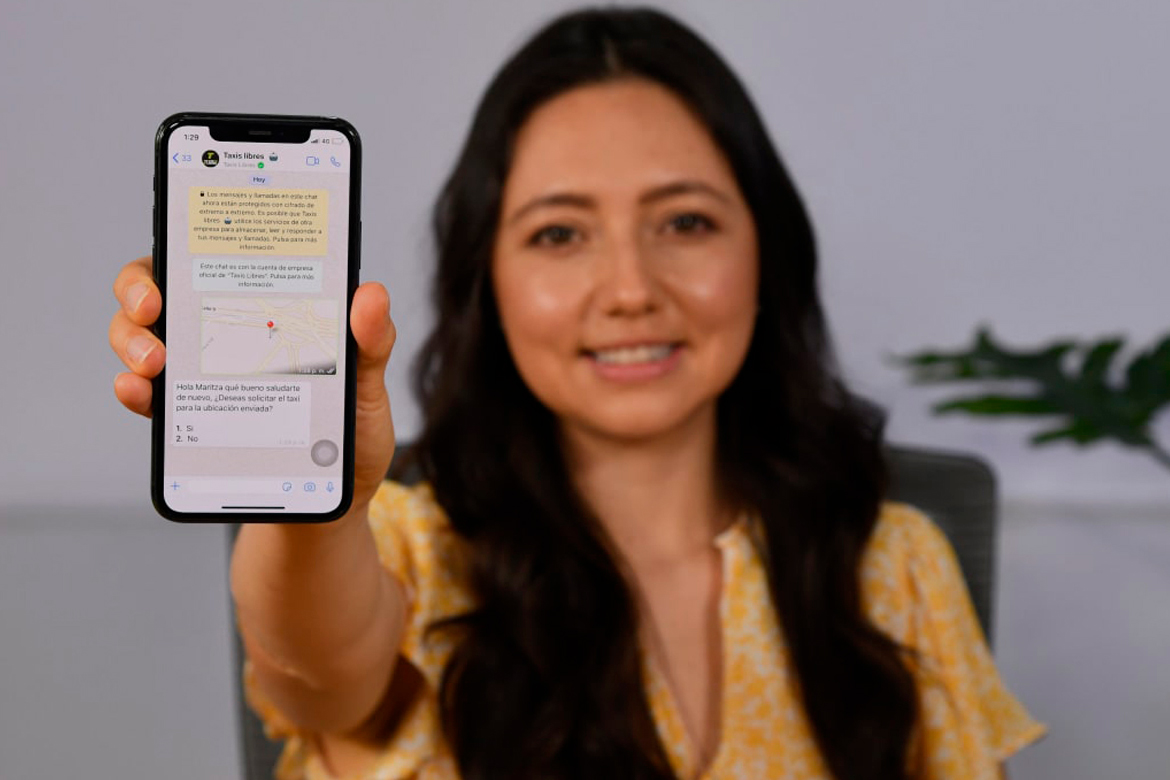 1:29
4G
33
Taxis libres
Taxis Libres
Hoy
Los mensajes y llamadas en este chat
ahora están protegidos con cifrado de
extremo a extremo. Es posible que Taxis
libres utilice los servicios de otra
empresa para almacenar, leer y responder a
tus mensajes y llamadas. Pulsa para más
información.
Este chat es con la cuenta de empresa
oficial de "Taxis Libres". Pulsa para más
información.
Hola Maritza qué bueno saludarte
de nuevo, ¿Deseas solicitar el taxi
para la ubicación enviada?
1. Si
2. No